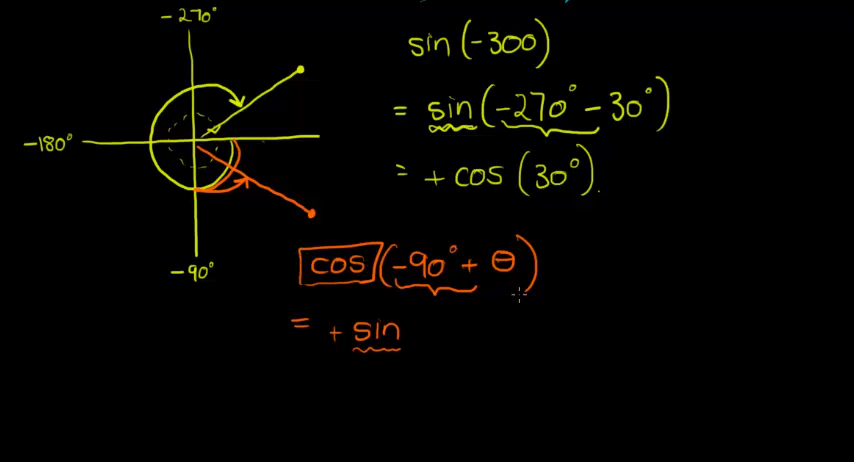 -270°
sin(-300)
= sin(-270° - 30°)
-180°
= + cos(30°).
cos(-90° + θ)
-90°
= + sin